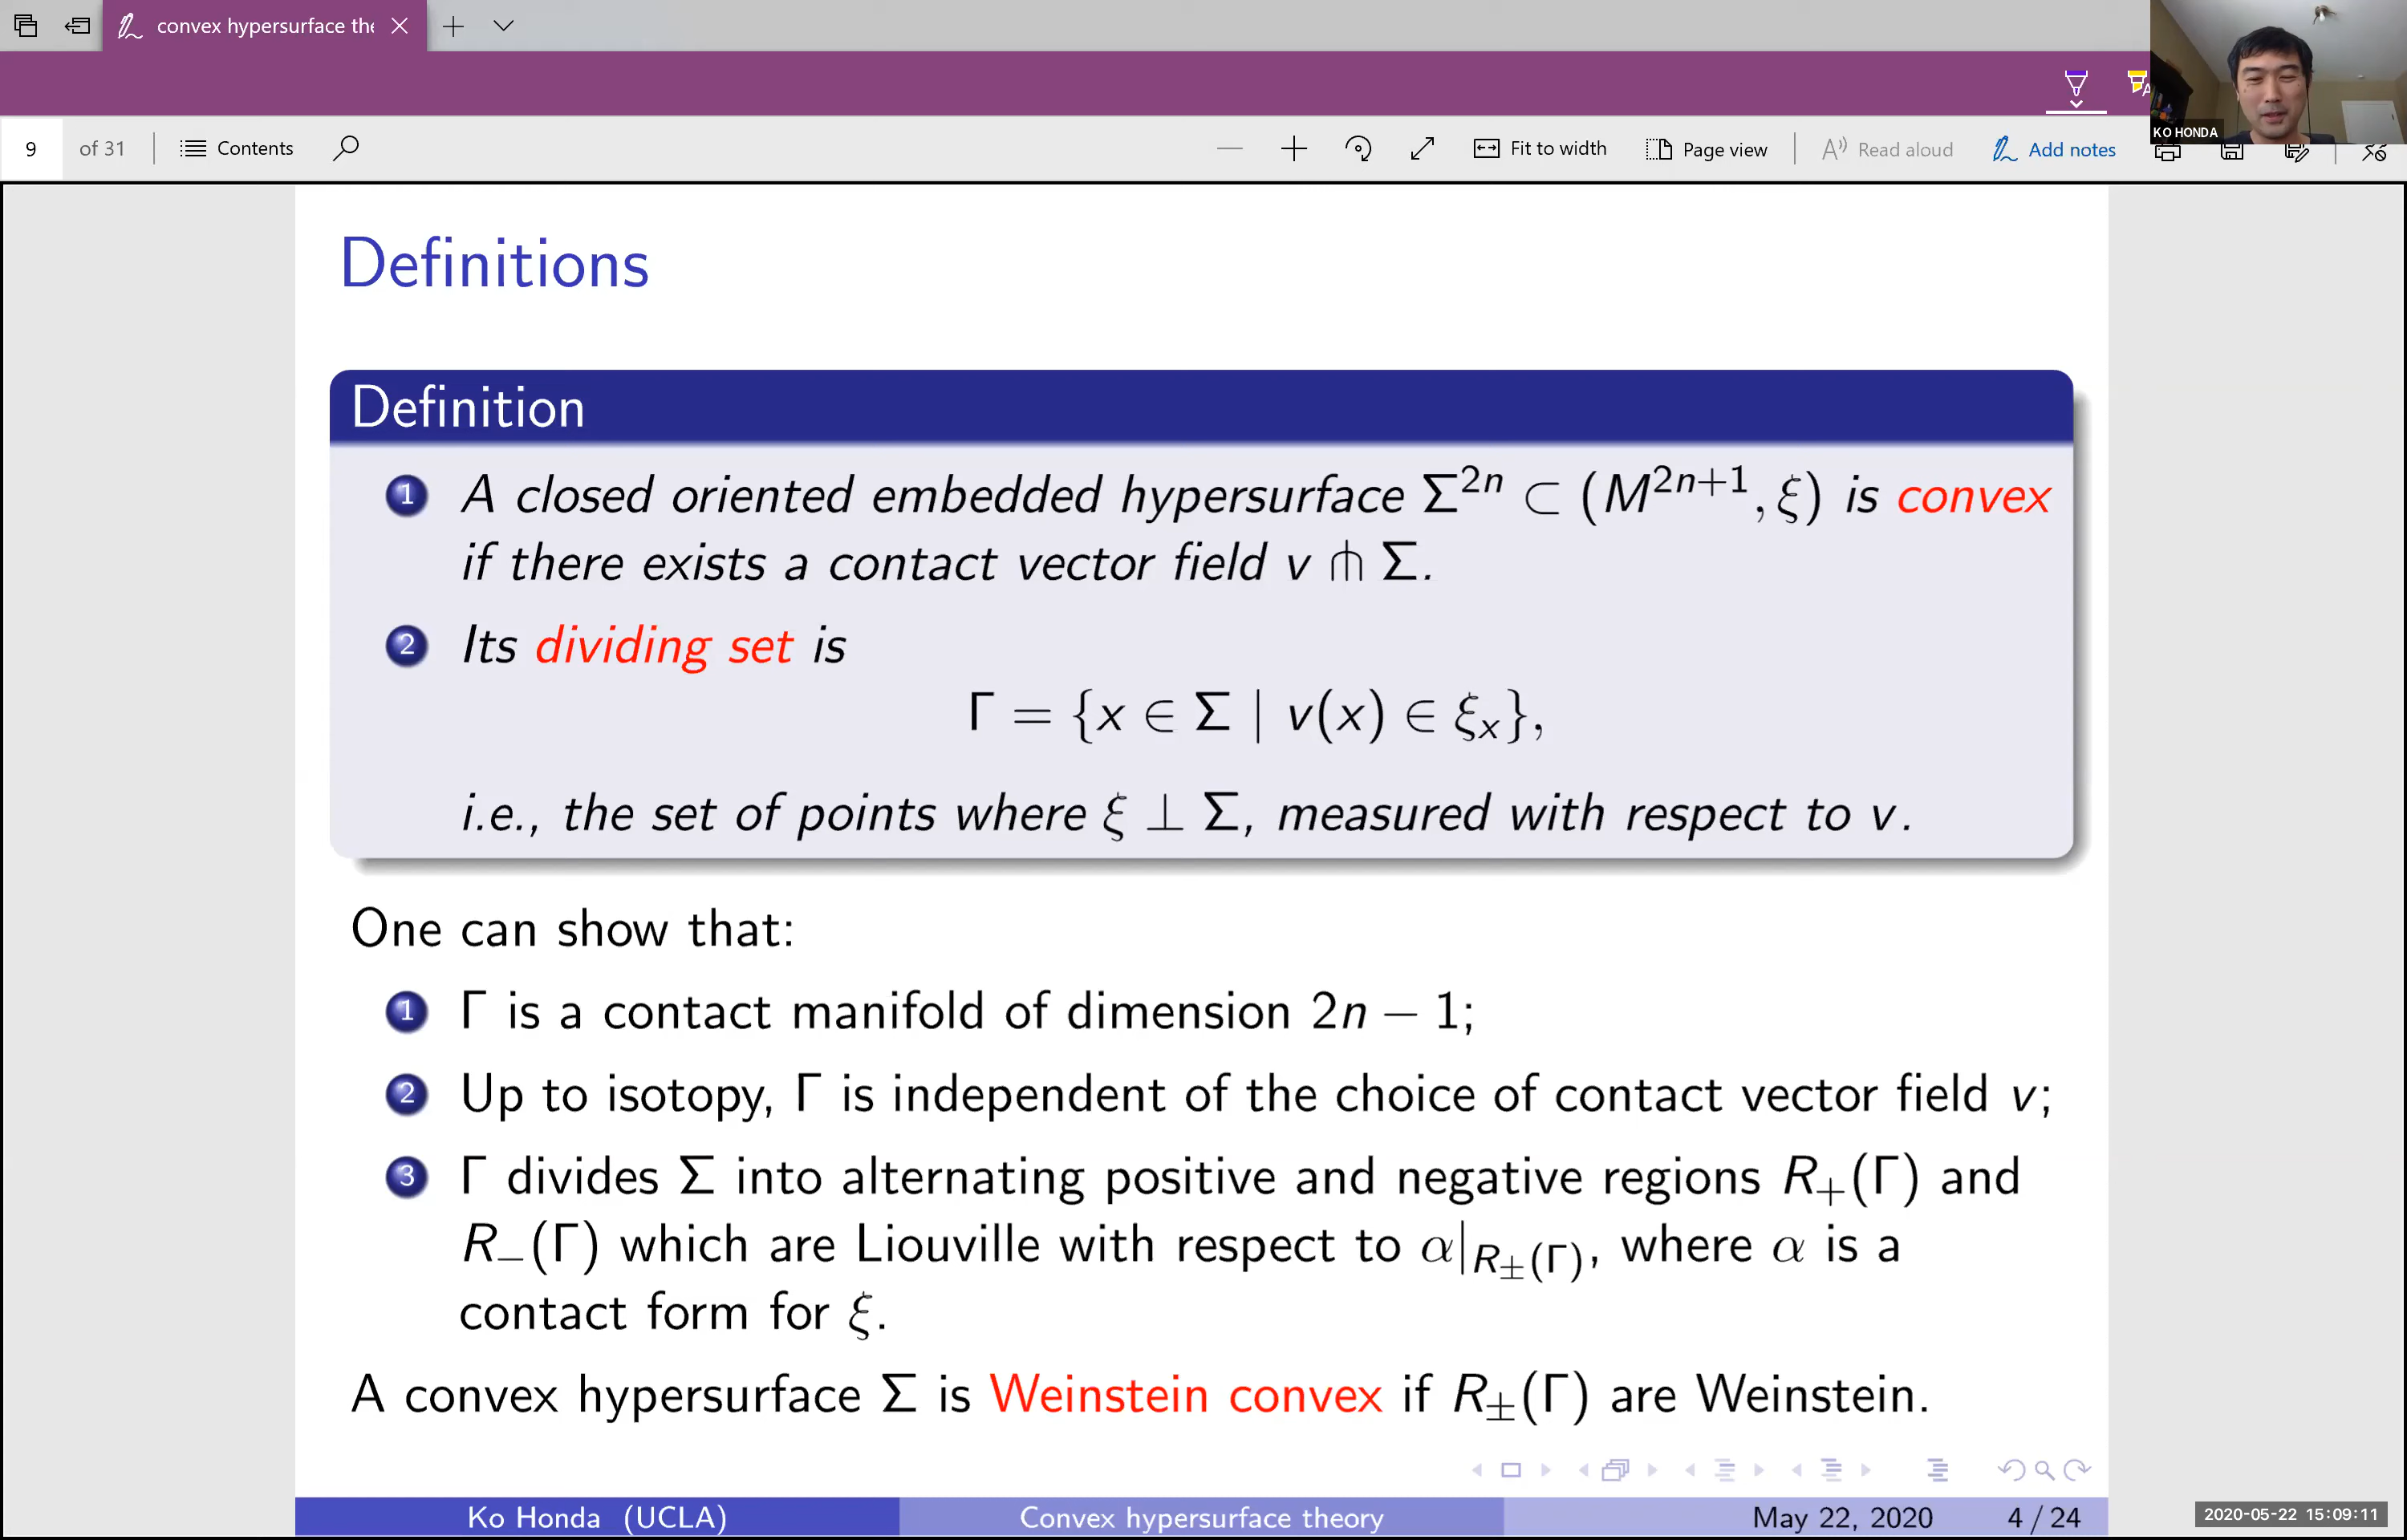 convex hypersurface the
9 of 31 Contents Fit to width Page view Read aloud Add notes
KO HONDA
Definitions
Definition
1 A closed oriented embedded hypersurface Σ^{2n} ⊂ (M^{2n+1}, ξ) is convex
if there exists a contact vector field v ⋔ Σ.
2 Its dividing set is
Γ = {x ∈ Σ | v(x) ∈ ξ_x},
i.e., the set of points where ξ ⊥ Σ, measured with respect to v.
One can show that:
1 Γ is a contact manifold of dimension 2n − 1;
2 Up to isotopy, Γ is independent of the choice of contact vector field v;
3 Γ divides Σ into alternating positive and negative regions R_+(Γ) and
R_−(Γ) which are Liouville with respect to α|_{R_±(Γ)}, where α is a
contact form for ξ.
A convex hypersurface Σ is Weinstein convex if R_±(Γ) are Weinstein.
Ko Honda (UCLA) Convex hypersurface theory May 22, 2020 4 / 24
2020-05-22 15:09:11